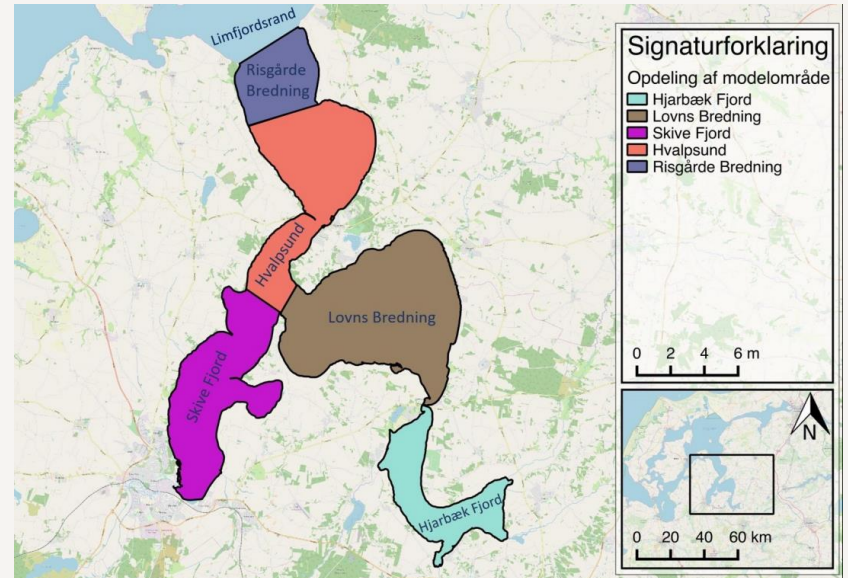 Limfjordsrand
Risgårde
Bredning
Hvalpsund
Lovns Bredning
Skive Fjord
Hjarbæk Fjord
Signaturforklaring
Opdeling af modelområde
Hjarbæk Fjord
Lovns Bredning
Skive Fjord
Hvalpsund
Risgårde Bredning
0 2 4 6 m
N
0 20 40 60 km